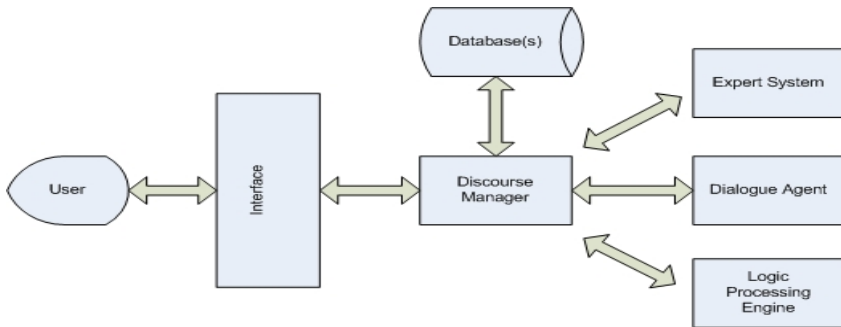 Database(s)
Expert System
User
Interface
Discourse
Manager
Dialogue Agent
Logic
Processing
Engine